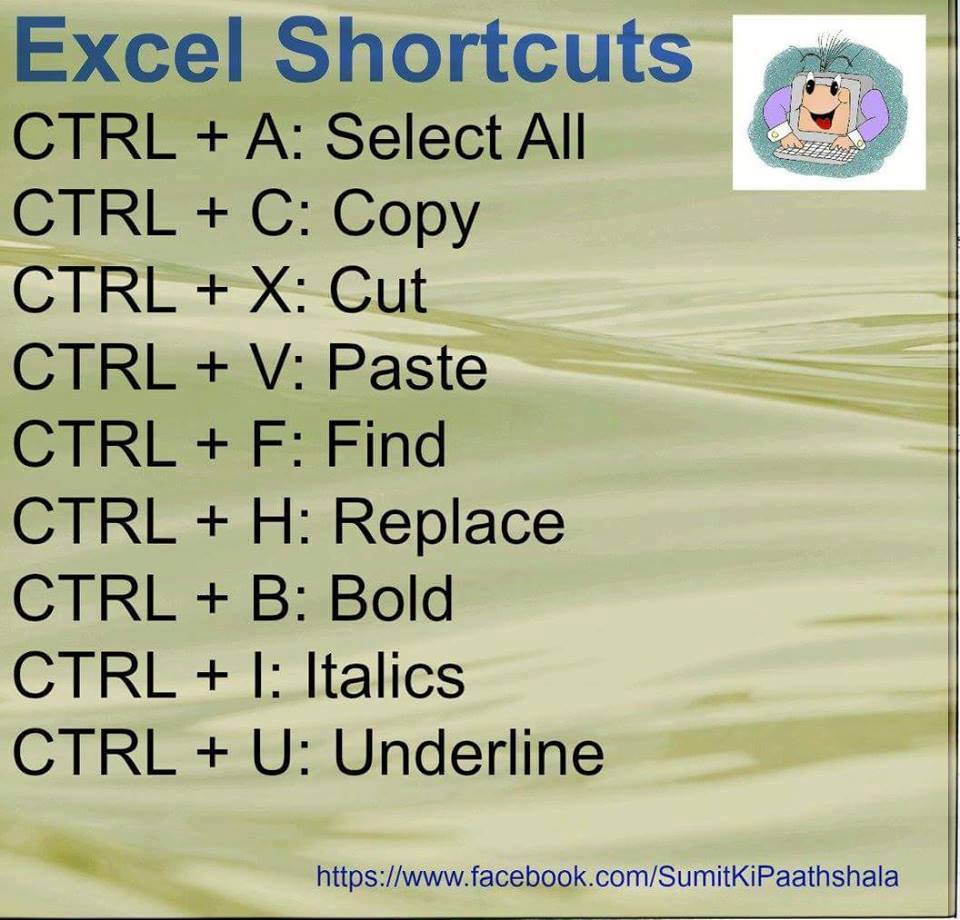 Excel Shortcuts
CTRL + A: Select All
CTRL + C: Copy
CTRL + X: Cut
CTRL + V: Paste
CTRL + F: Find
CTRL + H: Replace
CTRL + B: Bold
CTRL + I: Italics
CTRL + U: Underline
https://www.facebook.com/SumitKiPaathshala